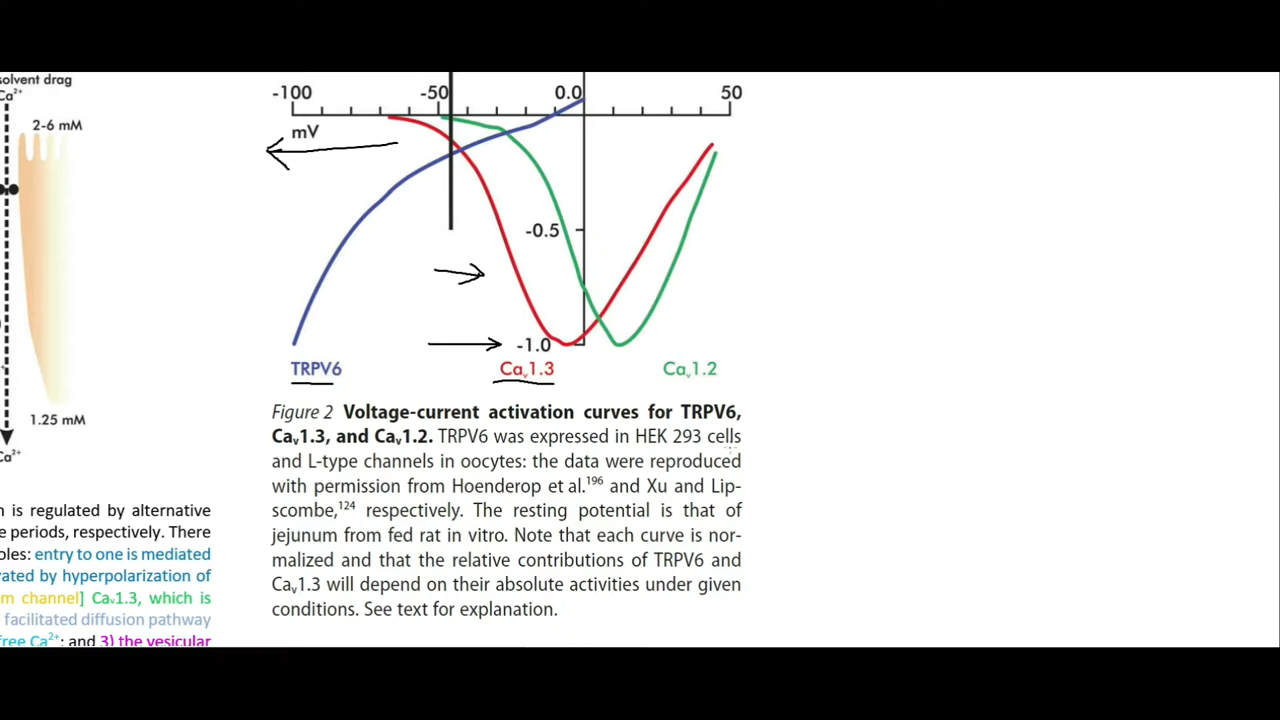 solvent drag
Ca²⁺
2-6 mM
1.25 mM
Ca²⁺
-100 -50 0.0 50
mV
-0.5
-1.0
TRPV6 Caᵥ1.3 Caᵥ1.2
Figure 2 Voltage-current activation curves for TRPV6,
Caᵥ1.3, and Caᵥ1.2. TRPV6 was expressed in HEK 293 cells
and L-type channels in oocytes: the data were reproduced
with permission from Hoenderop et al.¹⁹⁶ and Xu and Lip-
scombe,¹²⁴ respectively. The resting potential is that of
jejunum from fed rat in vitro. Note that each curve is nor-
malized and that the relative contributions of TRPV6 and
Caᵥ1.3 will depend on their absolute activities under given
conditions. See text for explanation.
n is regulated by alternative
e periods, respectively. There
oles: entry to one is mediated
vated by hyperpolarization of
m channel] Caᵥ1.3, which is
facilitated diffusion pathway
free Ca²⁺; and 3) the vesicular